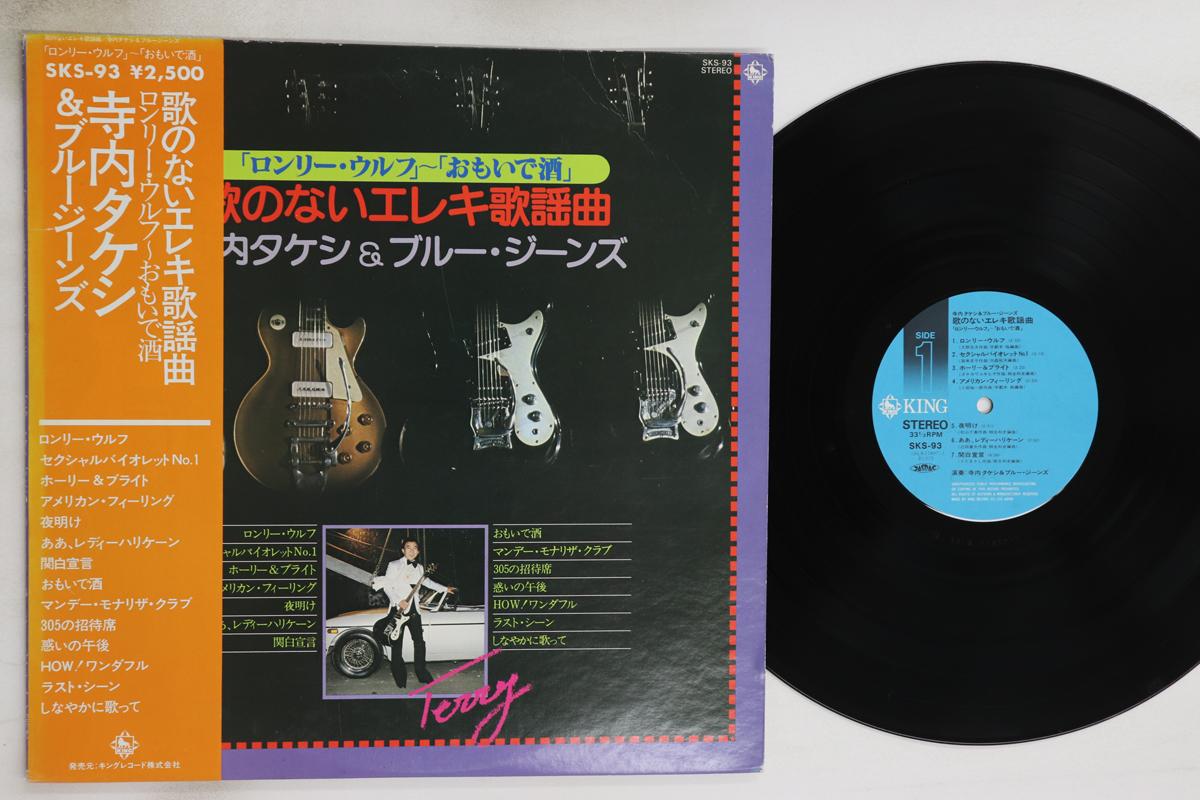 「ロンリー・ウルフ」~「おもいで酒」
SKS-93 ¥2,500
歌のないエレキ歌謡曲
ロンリー・ウルフ~おもいで酒
寺内タケシ
&ブルージーンズ
ロンリー・ウルフ
セクシャルバイオレットNo.1
ホーリー&ブライト
アメリカン・フィーリング
夜明け
ああ、レディーハリケーン
関白宣言
おもいで酒
マンデー・モナリザ・クラブ
305の招待席
惑いの午後
HOW!ワンダフル
ラスト・シーン
しなやかに歌って
KING
発売元:キングレコード株式会社
SKS-93
STEREO
KING
「ロンリー・ウルフ」~「おもいで酒」
歌のないエレキ歌謡曲
内タケシ&ブルー・ジーンズ
ロンリー・ウルフ
シャルバイオレットNo.1
ホーリー&ブライト
メリカン・フィーリング
夜明け
あ、レディーハリケーン
関白宣言
おもいで酒
マンデー・モナリザ・クラブ
305の招待席
惑いの午後
HOW!ワンダフル
ラスト・シーン
しなやかに歌って
Terry
寺内タケシ&ブルー・ジーンズ
歌のないエレキ歌謡曲
「ロンリー・ウルフ」~「おもいで酒」
SIDE
1
1.ロンリー・ウルフ
2.セクシャルバイオレットNo.1
3.ホーリー&ブライト
4.アメリカン・フィーリング
KING
STEREO
33⅓RPM
SKS-93
JASRAC
5.夜明け
6.ああ、レディーハリケーン
7.関白宣言
演奏:寺内タケシ&ブルー・ジーンズ